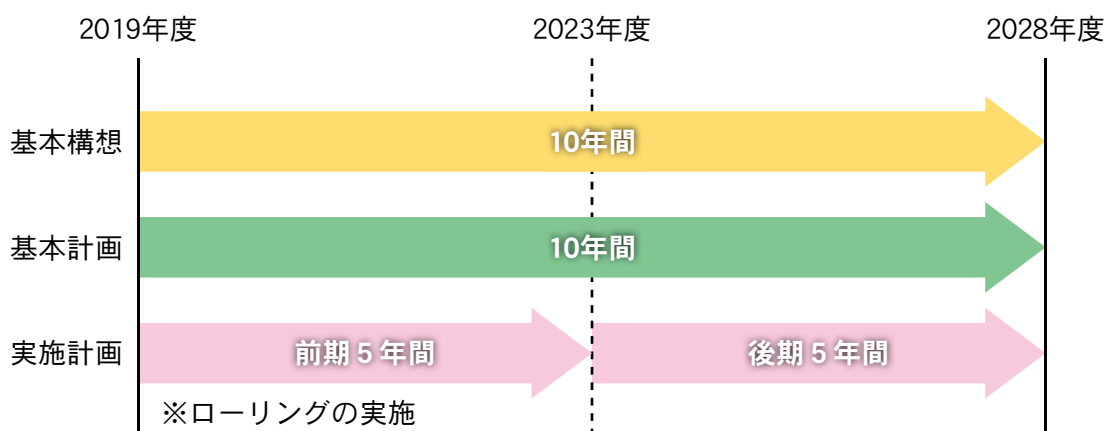 2019年度
2023年度
2028年度
基本構想
10年間
基本計画
10年間
実施計画
前期５年間
後期５年間
※ローリングの実施